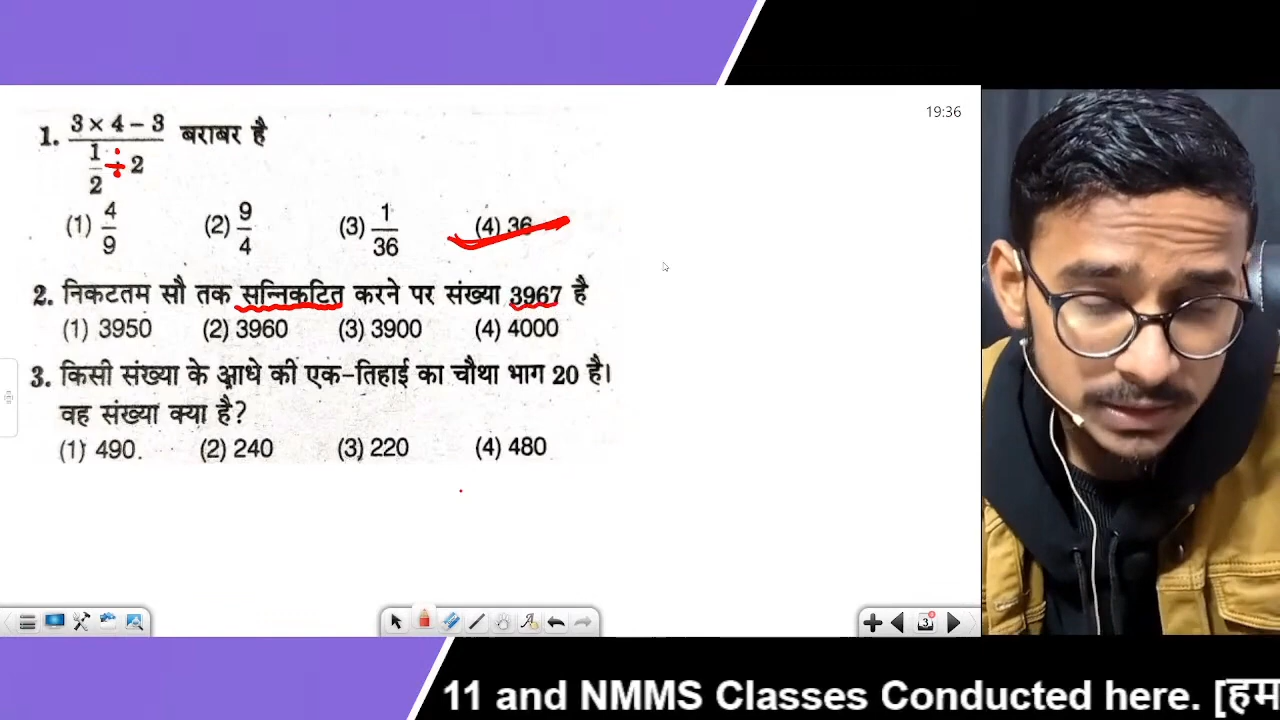 19:36
1. 3 × 4 – 3 / 1/2 ÷ 2 बराबर है
(1) 4/9 (2) 9/4 (3) 1/36 (4) 36
2. निकटतम सौ तक सन्निकटित करने पर संख्या 3967 है
(1) 3950 (2) 3960 (3) 3900 (4) 4000
3. किसी संख्या के आधे की एक-तिहाई का चौथा भाग 20 है।
वह संख्या क्या है?
(1) 490. (2) 240 (3) 220 (4) 480
3
11 and NMMS Classes Conducted here. [हम